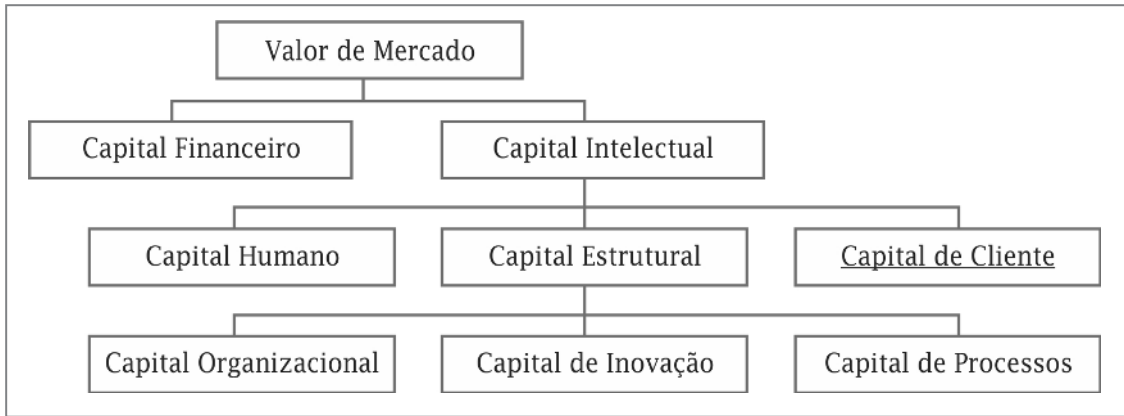 Valor de Mercado
Capital Financeiro
Capital Intelectual
Capital Humano
Capital Estrutural
Capital de Cliente
Capital Organizacional
Capital de Inovação
Capital de Processos